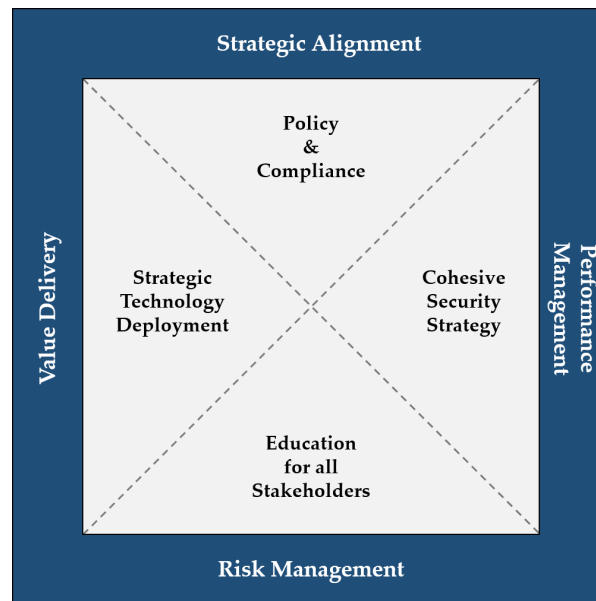 Strategic Alignment
Policy
&
Compliance
Value Delivery
Strategic
Technology
Deployment
Cohesive
Security
Strategy
Performance
Management
Education
for all
Stakeholders
Risk Management